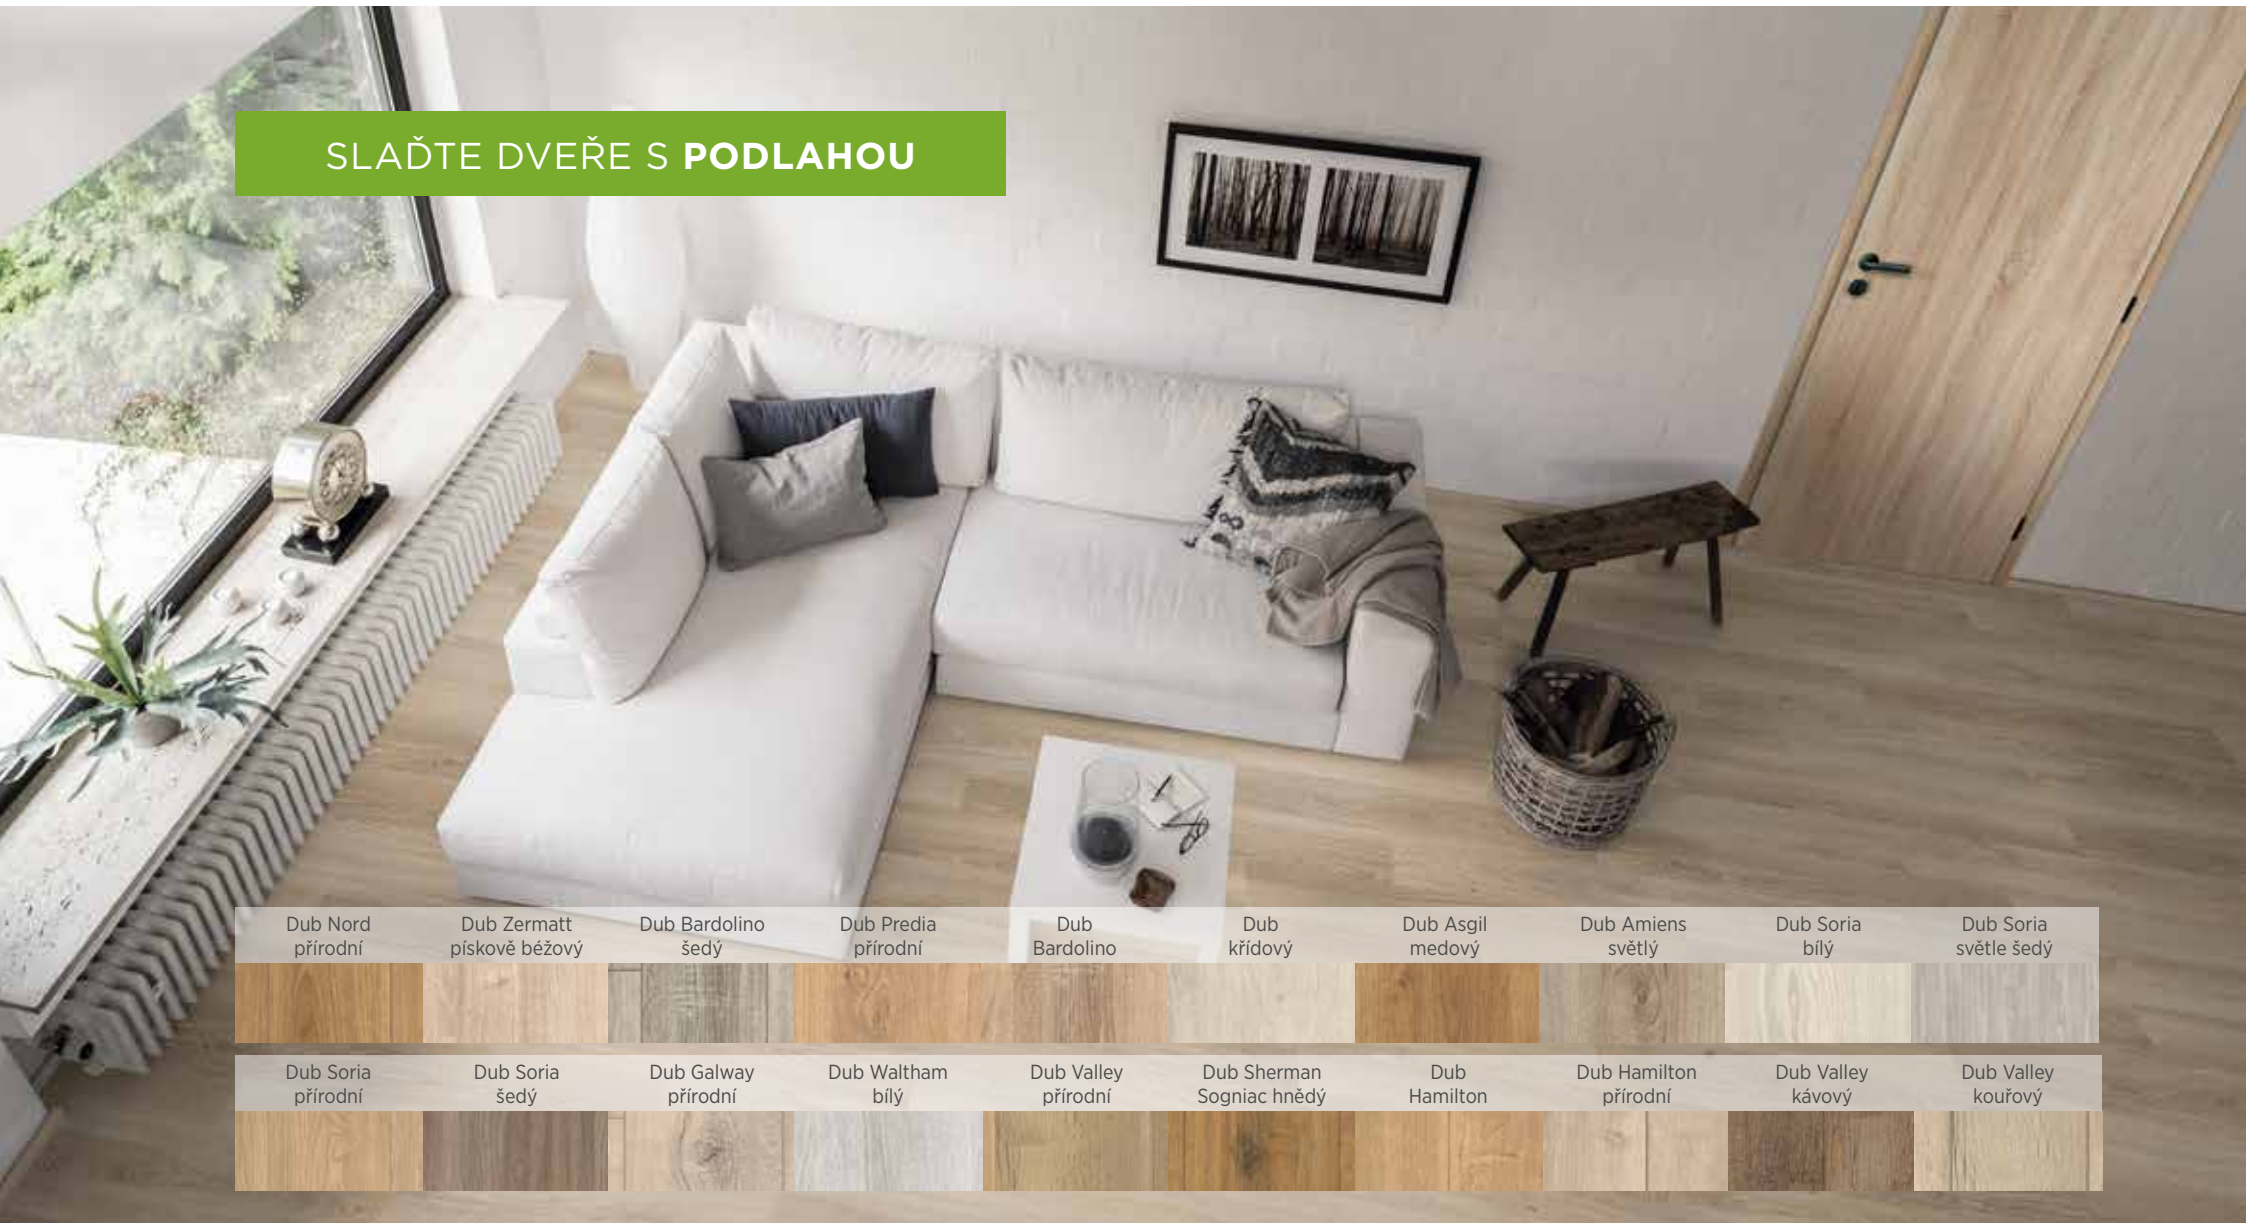 SLAĎTE DVEŘE S PODLAHOU
Dub Nord
přírodní
Dub Zermatt
pískově béžový
Dub Bardolino
šedý
Dub Predia
přírodní
Dub
Bardolino
Dub
křídový
Dub Asgil
medový
Dub Amiens
světlý
Dub Soria
bílý
Dub Soria
světle šedý
Dub Soria
přírodní
Dub Soria
šedý
Dub Galway
přírodní
Dub Waltham
bílý
Dub Valley
přírodní
Dub Sherman
Sogniac hnědý
Dub
Hamilton
Dub Hamilton
přírodní
Dub Valley
kávový
Dub Valley
kouřový